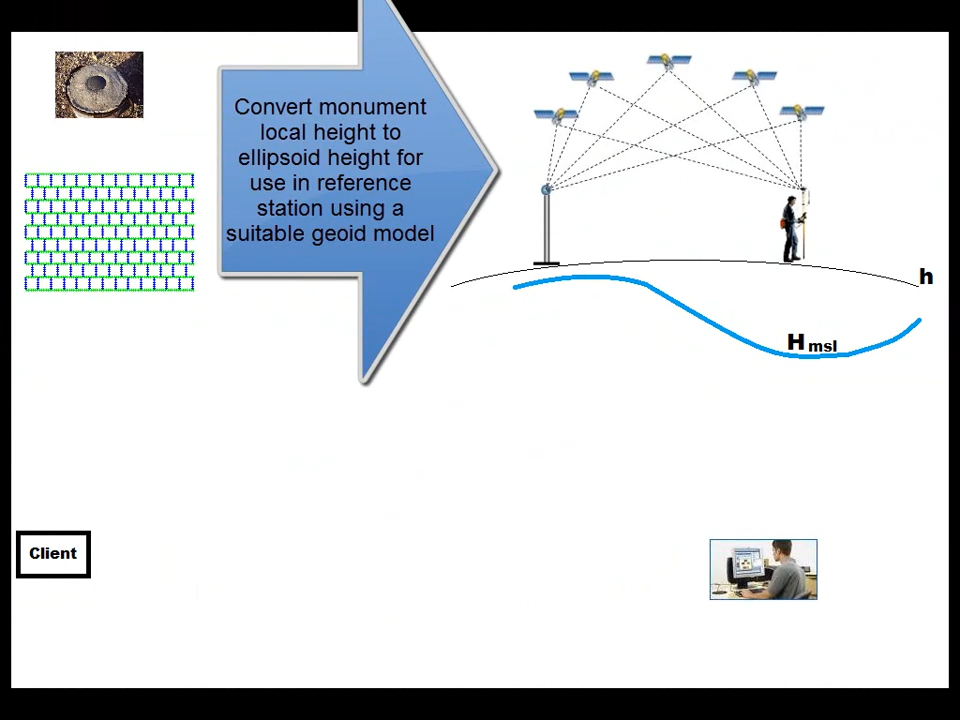 Convert monument
local height to
ellipsoid height for
use in reference
station using a
suitable geoid model
h
H msl
Client